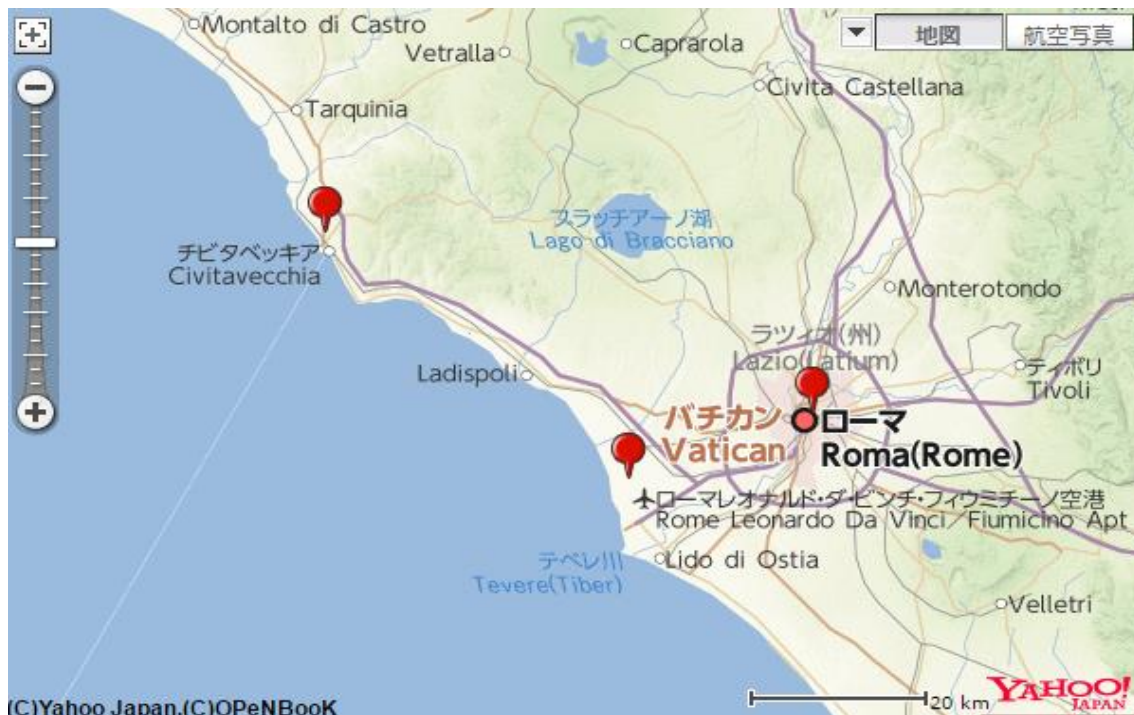 Montalto di Castro
Vetralla
Caprarola
地図
航空写真
Civita Castellana
Tarquinia
ブラッチアーノ湖
Lago di Bracciano
チビタベッキア
Civitavecchia
Monterotondo
ラツィオ(州)
Lazio(Latium)
Ladispoli
ティボリ
Tivoli
バチカン
Vatican
ローマ
Roma(Rome)
ローマレオナルド・ダ・ビンチ・フィウミチーノ空港
Rome Leonardo Da Vinci/Fiumicino Apt
テベレ川
Tevere(Tiber)
Lido di Ostia
Velletri
20 km
YAHOO!
JAPAN
(C)Yahoo Japan,(C)OPeNBooK